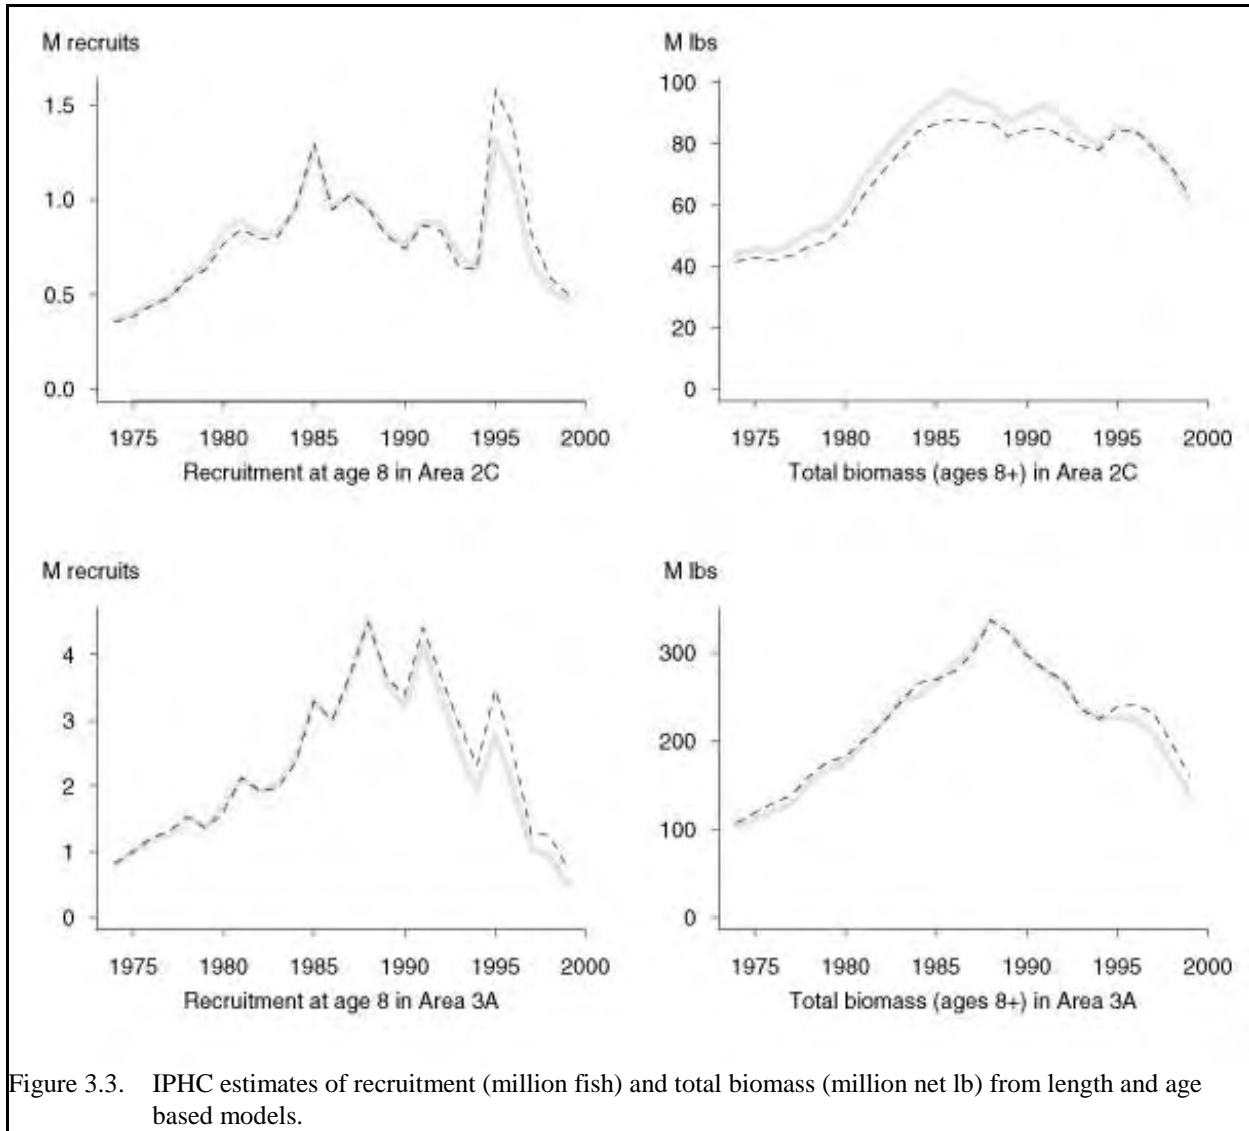 M recruits
1.5
1.0
0.5
0.0
1975 1980 1985 1990 1995 2000
Recruitment at age 8 in Area 2C
M lbs
100
80
60
40
20
0
1975 1980 1985 1990 1995 2000
Total biomass (ages 8+) in Area 2C
M recruits
4
3
2
1
0
1975 1980 1985 1990 1995 2000
Recruitment at age 8 in Area 3A
M lbs
300
200
100
0
1975 1980 1985 1990 1995 2000
Total biomass (ages 8+) in Area 3A
Figure 3.3. IPHC estimates of recruitment (million fish) and total biomass (million net lb) from length and age
based models.